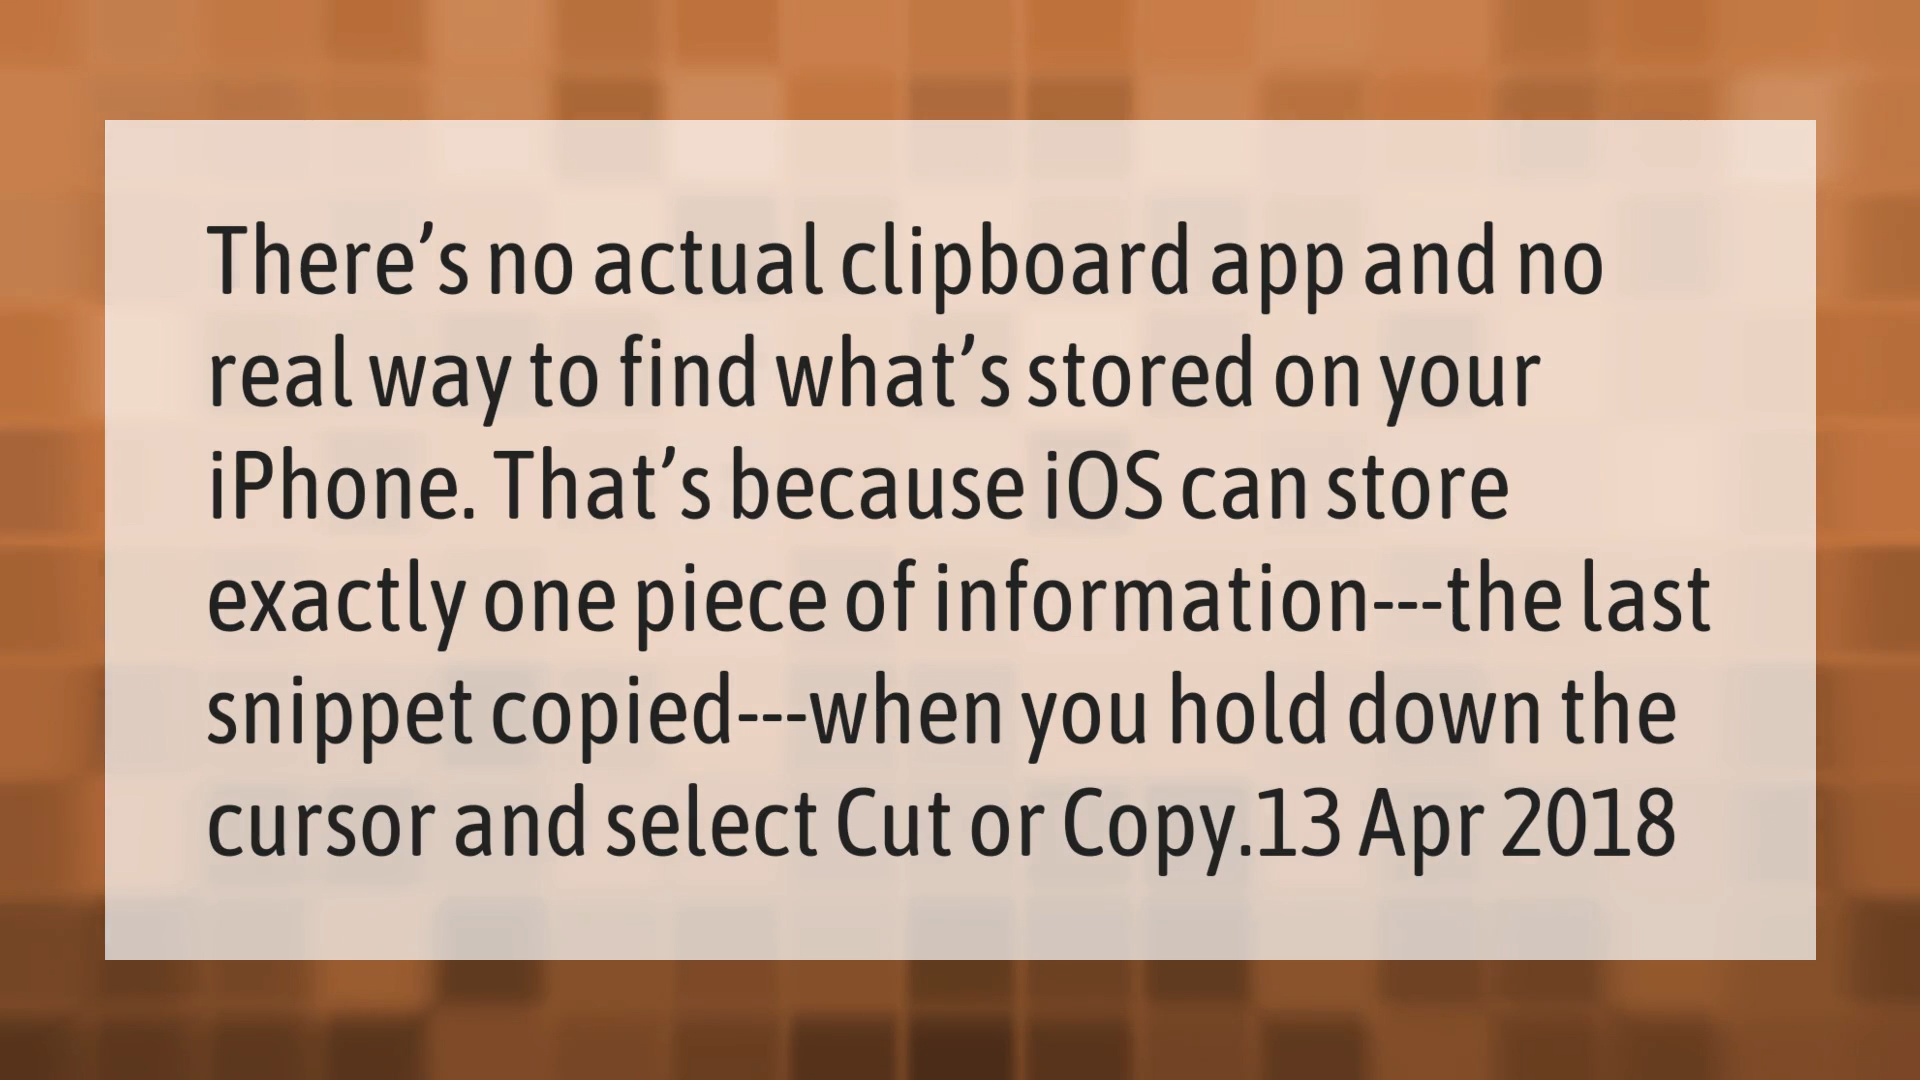 There’s no actual clipboard app and no
real way to find what’s stored on your
iPhone. That’s because iOS can store
exactly one piece of information---the last
snippet copied---when you hold down the
cursor and select Cut or Copy.13 Apr 2018